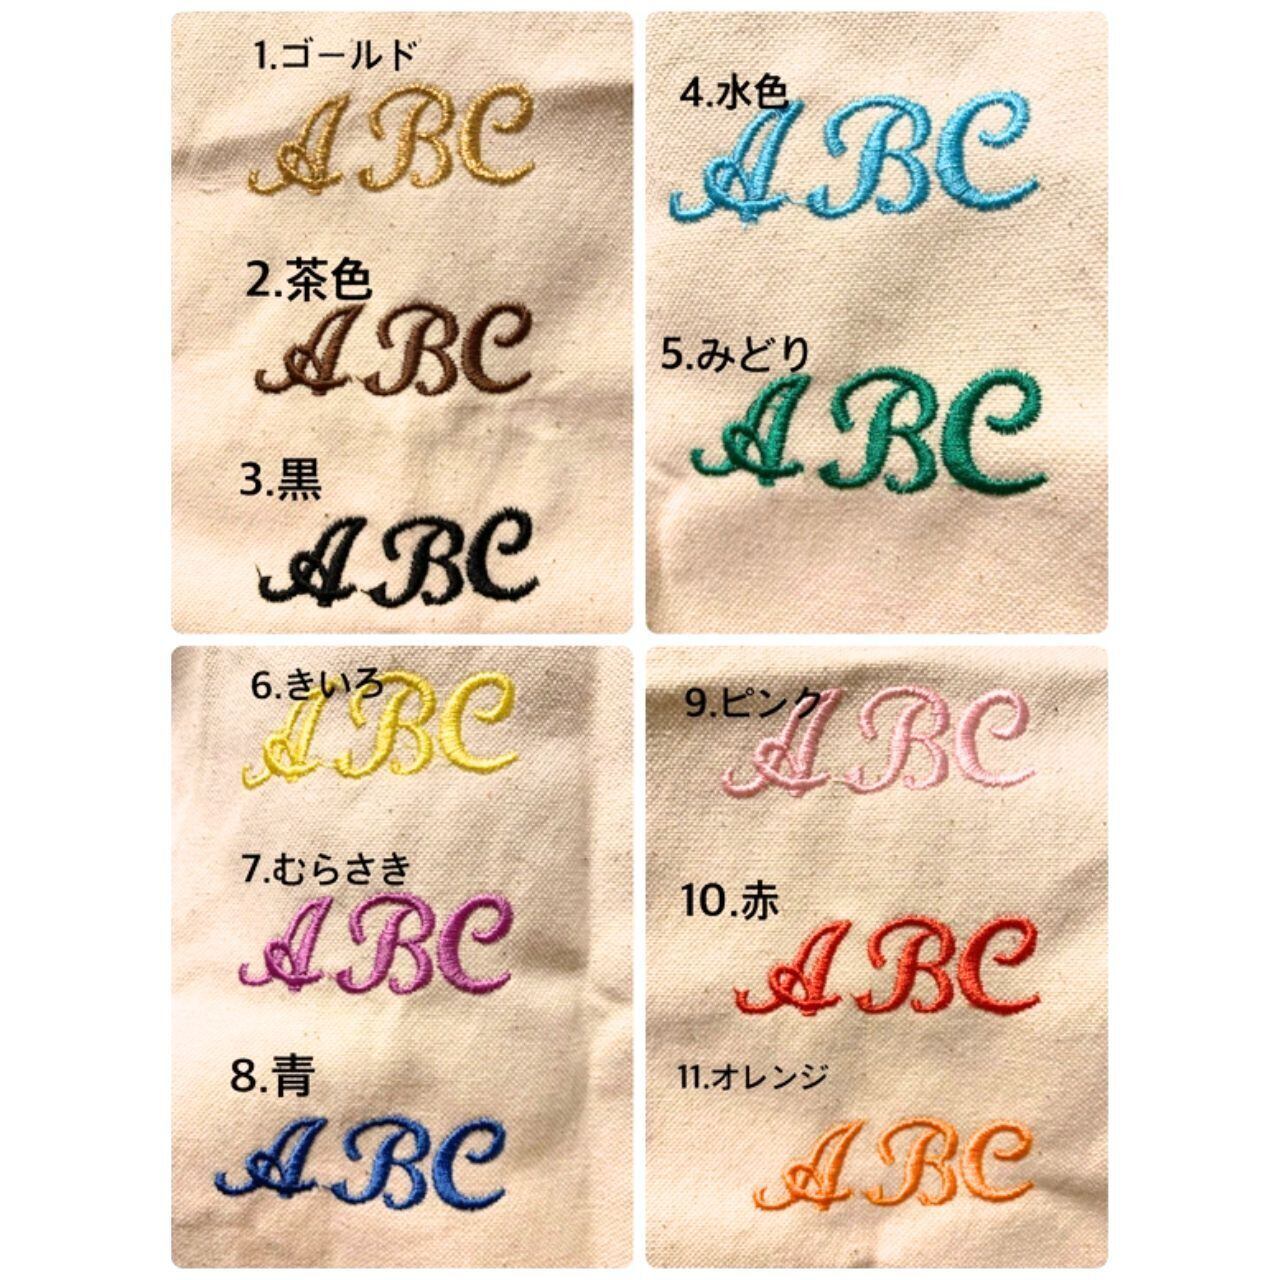 1.ゴールド
ABC
2.茶色
ABC
3.黒
ABC
4.水色
ABC
5.みどり
ABC
6.きいろ
ABC
7.むらさき
ABC
8.青
ABC
9.ピンク
ABC
10.赤
ABC
11.オレンジ
ABC